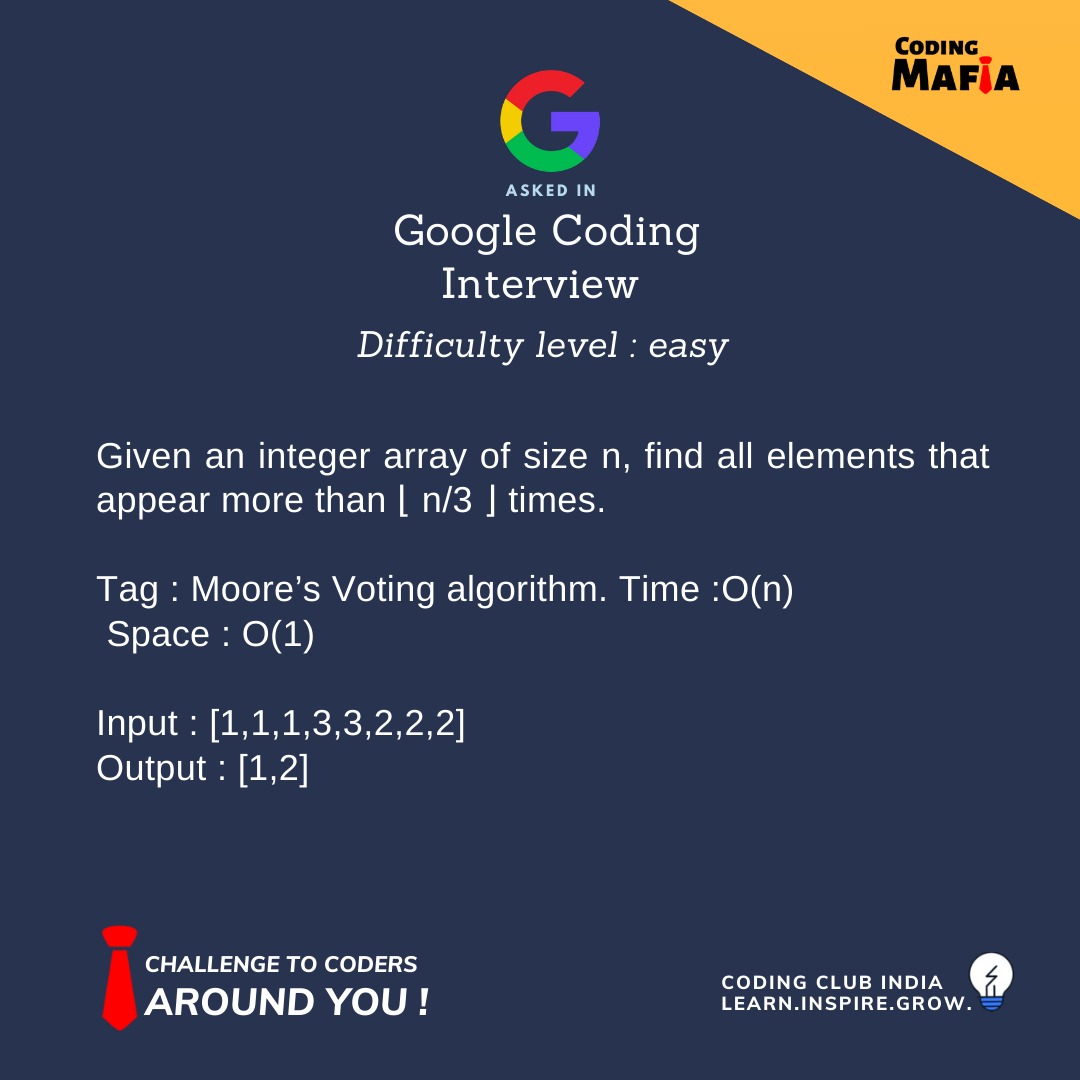 CODING
MAFIA
ASKED IN
Google Coding
Interview
Difficulty level : easy
Given an integer array of size n, find all elements that
appear more than ⌊ n/3 ⌋ times.
Tag : Moore’s Voting algorithm. Time :O(n)
Space : O(1)
Input : [1,1,1,3,3,2,2,2]
Output : [1,2]
CHALLENGE TO CODERS
AROUND YOU !
CODING CLUB INDIA
LEARN.INSPIRE.GROW.